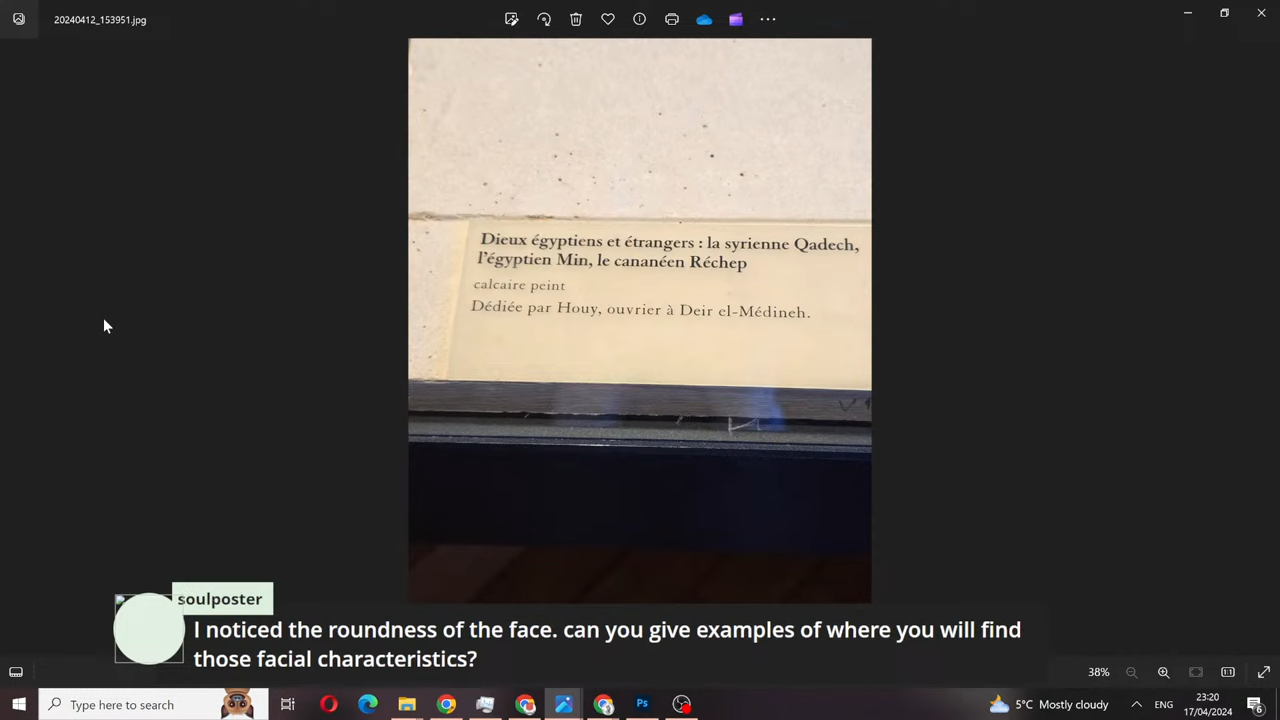 20240412_153951.jpg
Dieux égyptiens et étrangers : la syrienne Qadech,
l'égyptien Min, le cananéen Réchep
calcaire peint
Dédiée par Houy, ouvrier à Deir el-Médineh.
soulposter
I noticed the roundness of the face. can you give examples of where you will find
those facial characteristics?
38%
Type here to search
Ps
5°C Mostly cloudy
ENG
23:20
17/04/2024
6